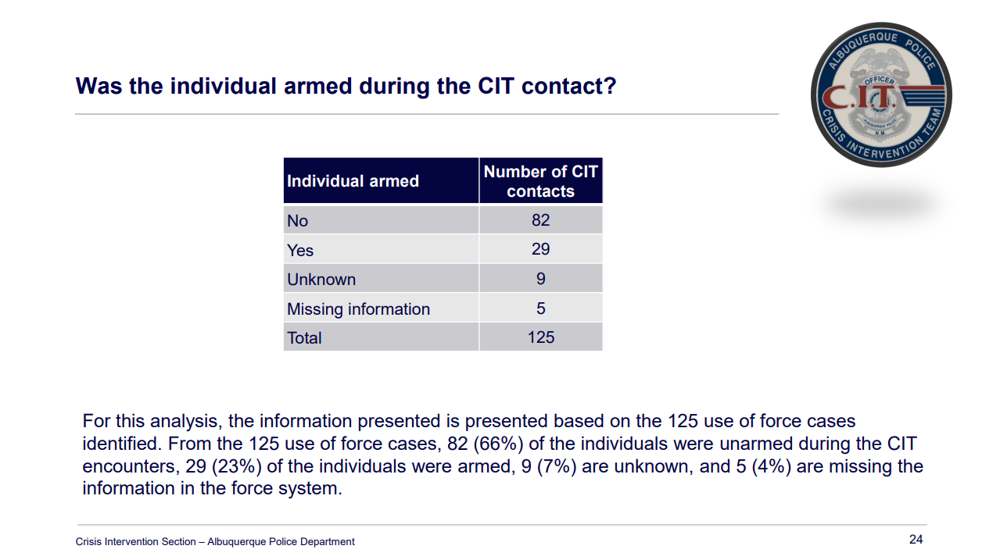 Was the individual armed during the CIT contact?
ALBUQUERQUE POLICE
OFFICER
C.I.T.
ALBUQUERQUE POLICE
N.M.
CRISIS INTERVENTION TEAM
Individual armed Number of CIT contacts
No 82
Yes 29
Unknown 9
Missing information 5
Total 125
For this analysis, the information presented is presented based on the 125 use of force cases
identified. From the 125 use of force cases, 82 (66%) of the individuals were unarmed during the CIT
encounters, 29 (23%) of the individuals were armed, 9 (7%) are unknown, and 5 (4%) are missing the
information in the force system.
Crisis Intervention Section – Albuquerque Police Department 24